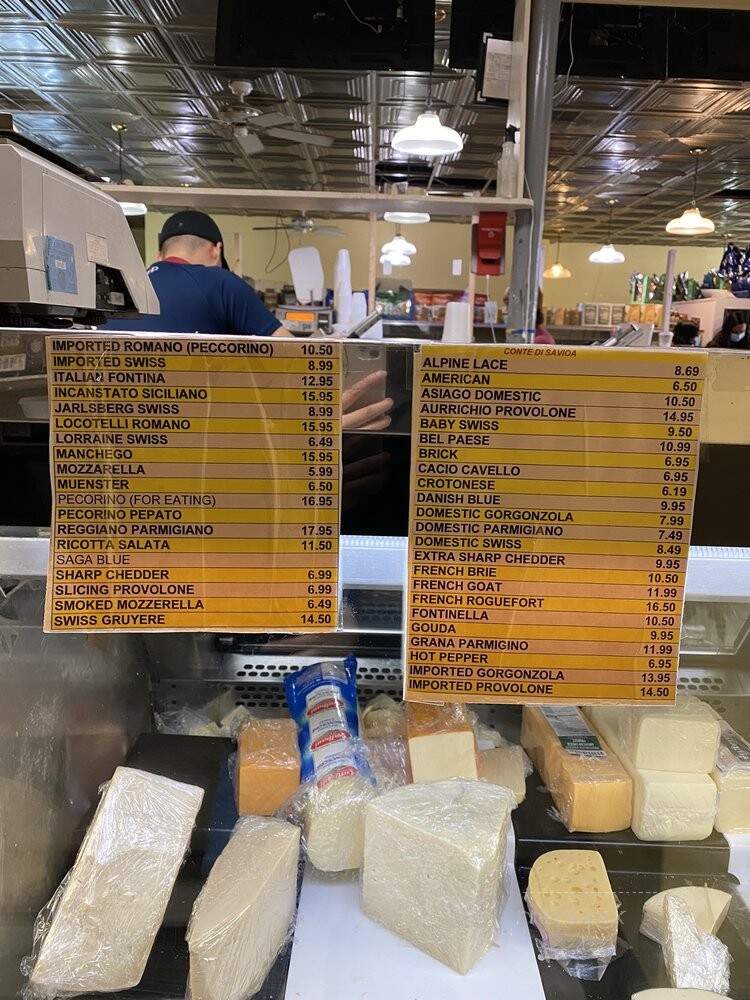 IMPORTED ROMANO (PECCORINO) 10.50
IMPORTED SWISS 8.99
ITALIAN FONTINA 12.95
INCANSTATO SICILIANO 15.95
JARLSBERG SWISS 8.99
LOCOTELLI ROMANO 15.95
LORRAINE SWISS 6.49
MANCHEGO 15.95
MOZZARELLA 5.99
MUENSTER 6.50
PECORINO (FOR EATING) 16.95
PECORINO PEPATO
REGGIANO PARMIGIANO 17.95
RICOTTA SALATA 11.50
SAGA BLUE
SHARP CHEDDER 6.99
SLICING PROVOLONE 6.99
SMOKED MOZZERELLA 6.49
SWISS GRUYERE 14.50
CONTE DI SAVIOA
ALPINE LACE 8.69
AMERICAN 6.50
ASIAGO DOMESTIC 10.50
AURRICHIO PROVOLONE 14.95
BABY SWISS 9.50
BEL PAESE 10.99
BRICK 6.95
CACIO CAVELLO 6.95
CROTONESE 6.19
DANISH BLUE 9.95
DOMESTIC GORGONZOLA 7.99
DOMESTIC PARMIGIANO 7.49
DOMESTIC SWISS 8.49
EXTRA SHARP CHEDDER 9.95
FRENCH BRIE 10.50
FRENCH GOAT 11.99
FRENCH ROGUEFORT 16.50
FONTINELLA 10.50
GOUDA 9.95
GRANA PARMIGINO 11.99
HOT PEPPER 6.95
IMPORTED GORGONZOLA 13.95
IMPORTED PROVOLONE 14.50